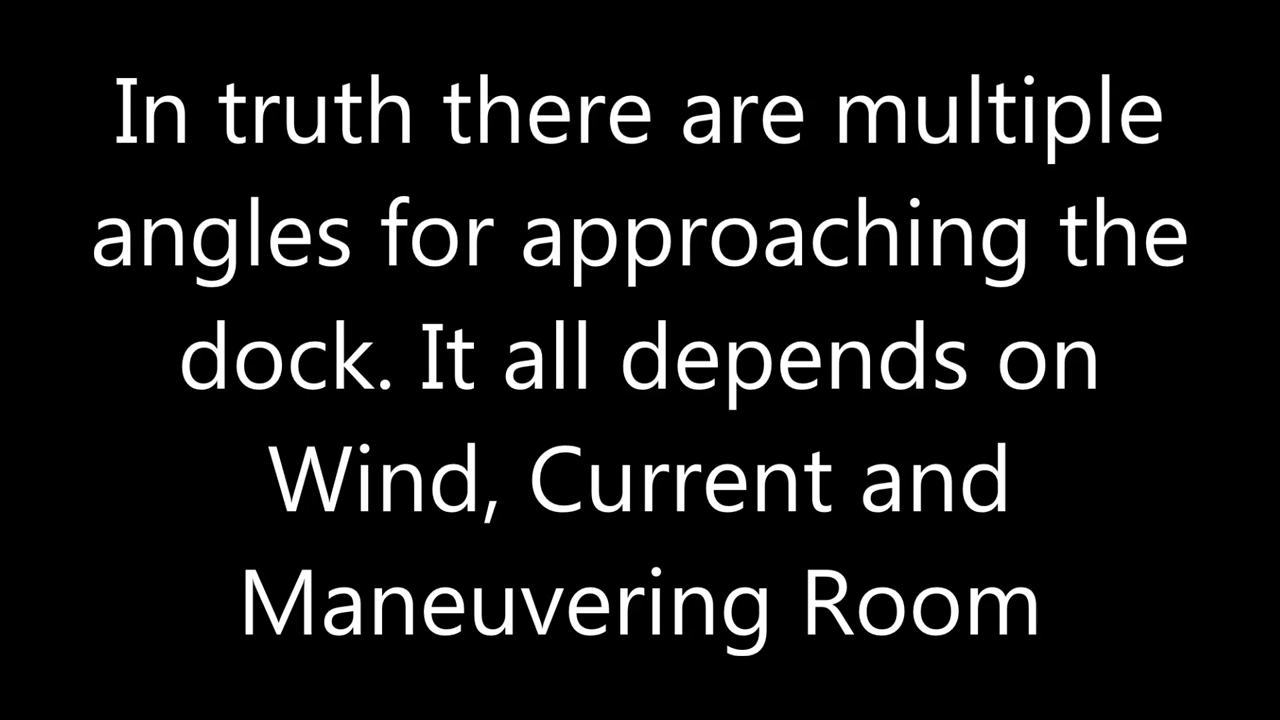 In truth there are multiple
angles for approaching the
dock. It all depends on
Wind, Current and
Maneuvering Room